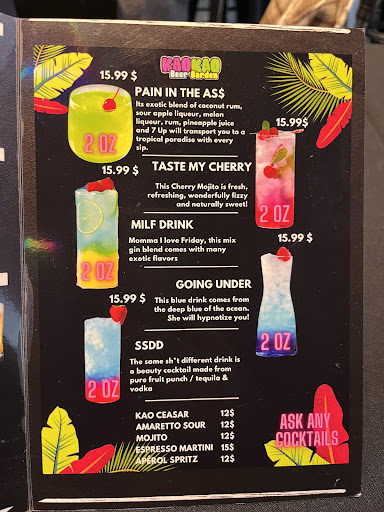 KAOKAO
Beer Garden
15.99 $
PAIN IN THE AS$
Its exotic blend of coconut rum,
sour apple liqueur, melon
liqueur, rum, pineapple juice
and 7 Up will transport you to a
tropical paradise with every
sip.
2 OZ
15.99 $
15.99$
TASTE MY CHERRY
This Cherry Mojito is fresh,
refreshing, wonderfully fizzy
and naturally sweet!
2 OZ
MILF DRINK
Momma I love Friday, this mix
gin blend comes with many
exotic flavors
2 OZ
15.99 $
GOING UNDER
15.99 $
This blue drink comes from
the deep blue of the ocean.
She will hypnotize you!
2 OZ
SSDD
The same sh*t different drink is
a beauty cocktail made from
pure fruit punch / tequila &
vodka
2 OZ
KAO CEASAR 12$
AMARETTO SOUR 12$
MOJITO 12$
ESPRESSO MARTINI 15$
APEROL SPRITZ 12$
ASK ANY
COCKTAILS